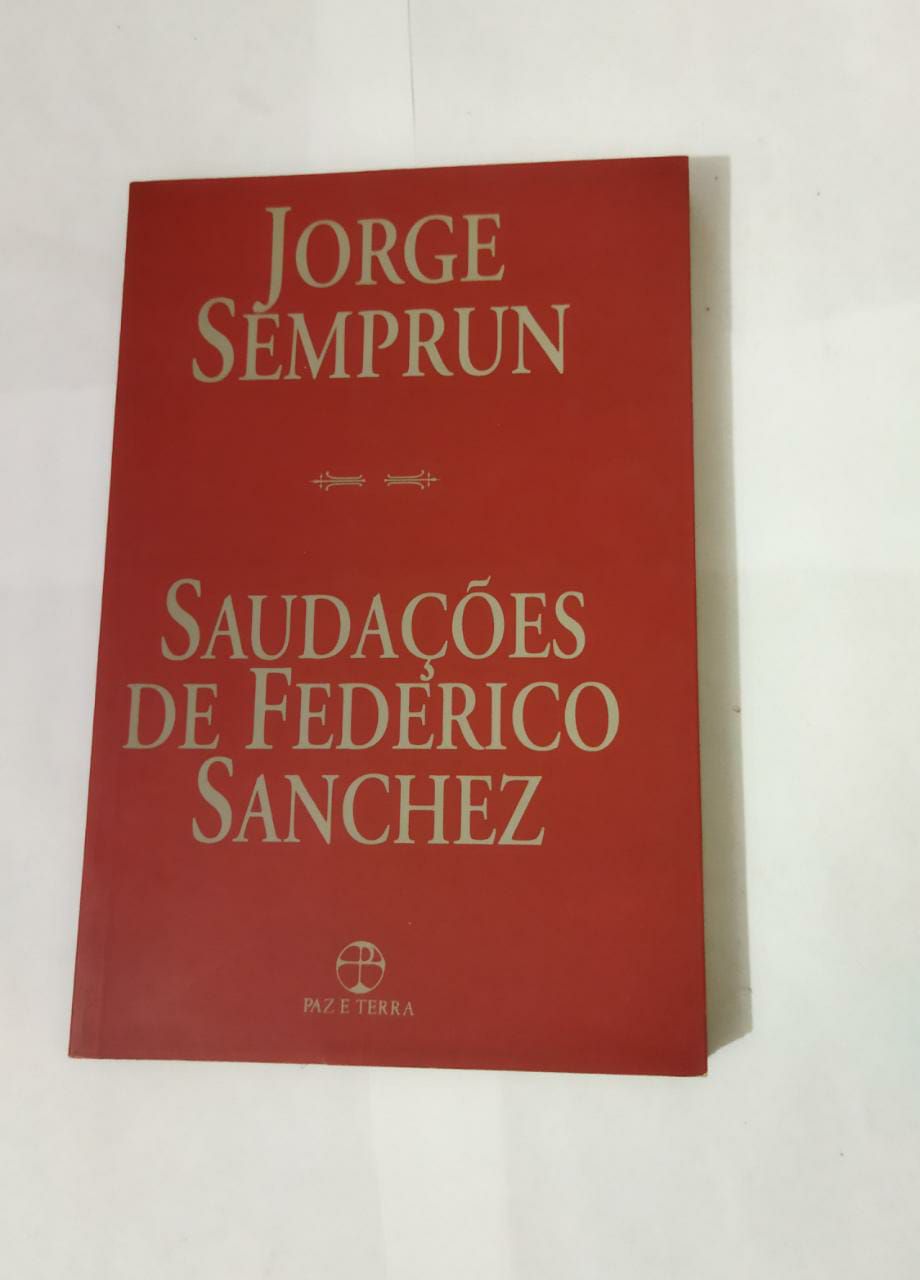 JORGE
SEMPRUN
SAUDAÇÕES
DE FEDERICO
SANCHEZ
PAZ E TERRA